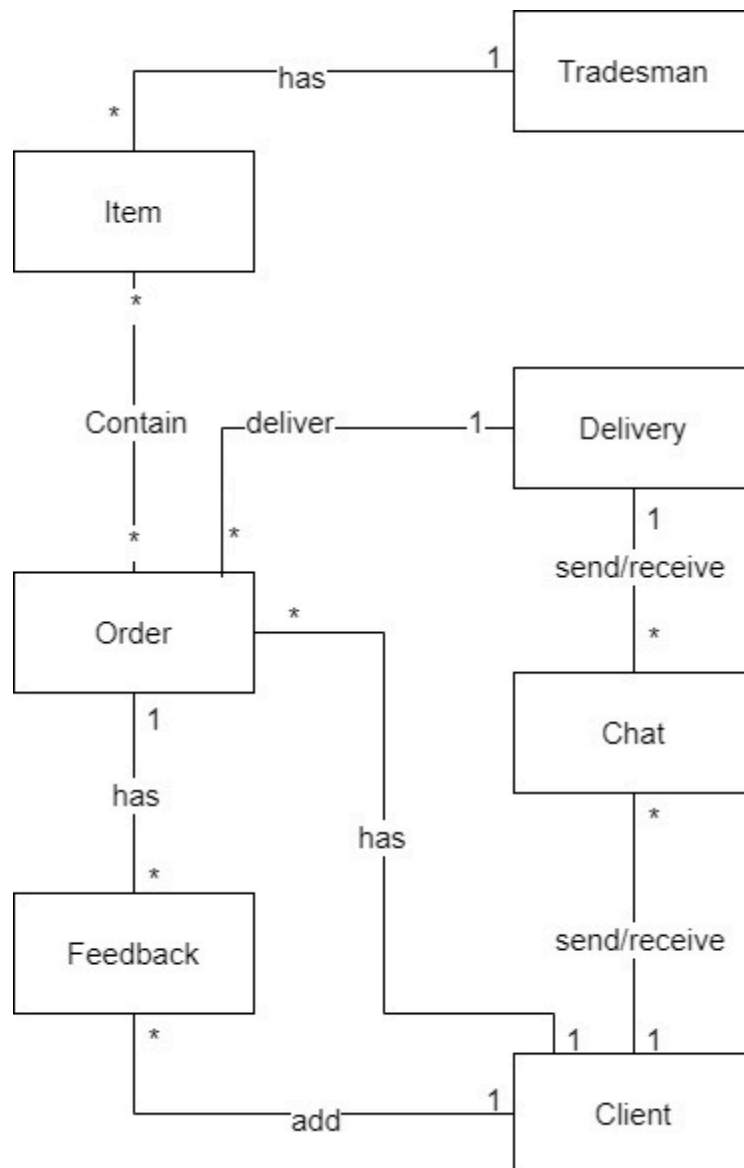 1
Tradesman
has
*
Item
*
Contain
deliver
1
Delivery
1
*
*
send/receive
*
Order
*
1
Chat
has
*
has
*
Feedback
send/receive
*
1
1
1
add
Client